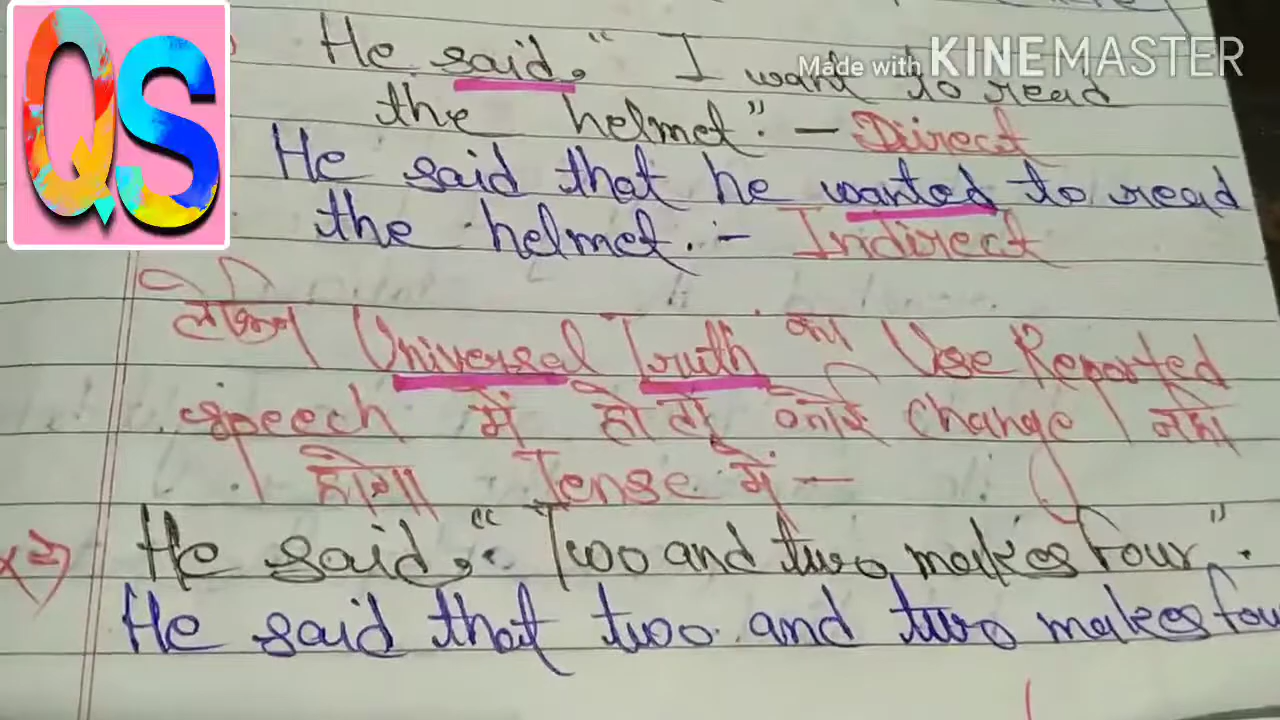 QS
Made with KINEMASTER
He said, “ I want to read
the helmet”. – Direct
He said that he wanted to read
the helmet. :- Indirect
लेकिन Universal Truth का Use Reported
speech में हो तो कोई change नही
होगा Tense में —
He said, “ Two and two makes four” .
He said that two and two makes fou